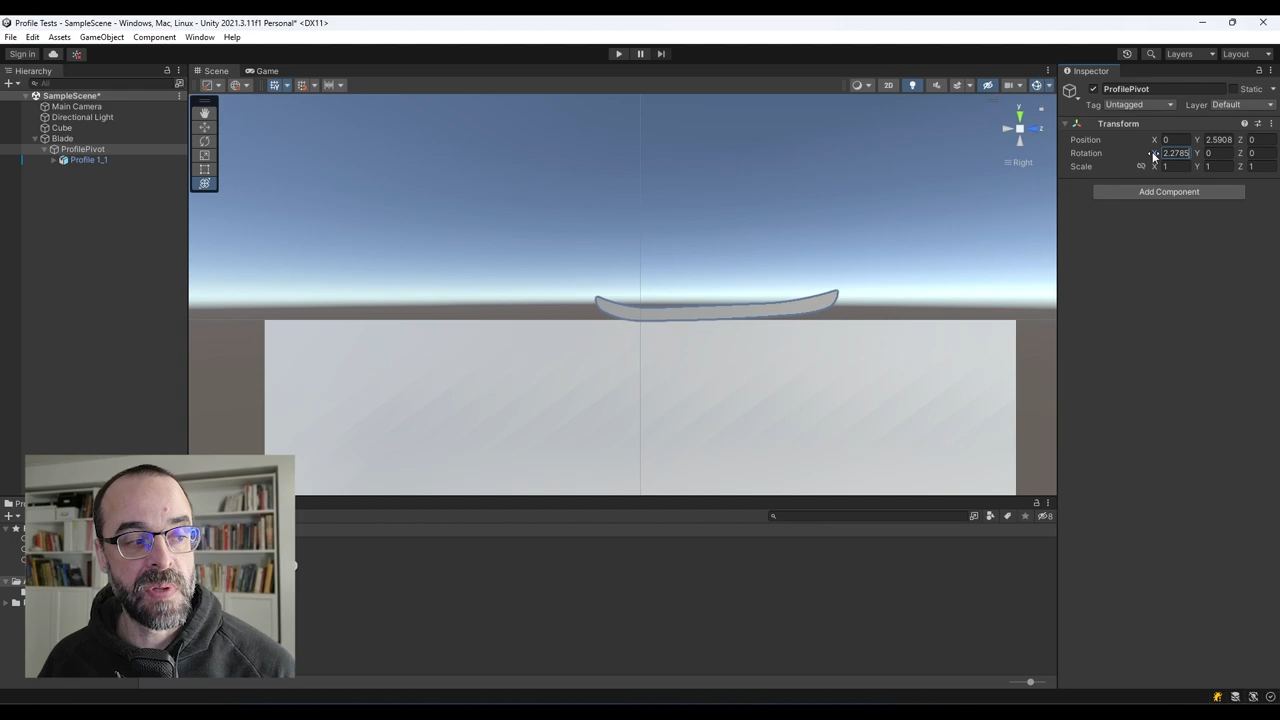 Profile Tests - SampleScene - Windows, Mac, Linux - Unity 2021.3.11f1 Personal* <DX11>
File Edit Assets GameObject Component Window Help
Sign in
Layers Layout
Hierarchy
Scene Game
Inspector
All
2D
ProfilePivot Static
Tag Untagged Layer Default
SampleScene*
Main Camera
Directional Light
Cube
Blade
ProfilePivot
Profile 1_1
Transform
Position X 0 Y 2.5908 Z 0
Rotation X 2.2785 Y 0 Z 0
Scale X 1 Y 1 Z 1
Add Component
y
z
Right
8